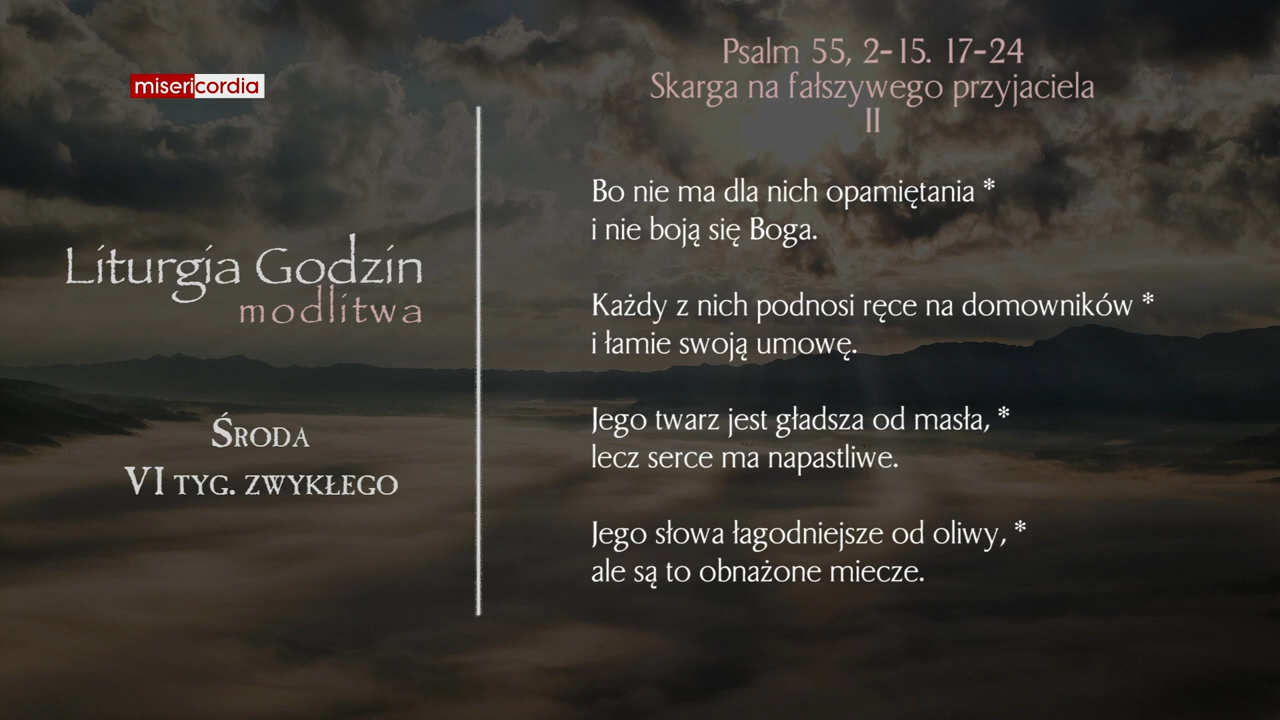 misericordia
Liturgia Godzin
modlitwa
Środa
VI tyg. zwykłego
Psalm 55, 2-15. 17-24
Skarga na fałszywego przyjaciela
II
Bo nie ma dla nich opamiętania *
i nie boją się Boga.
Każdy z nich podnosi ręce na domowników *
i łamie swoją umowę.
Jego twarz jest gładsza od masła, *
lecz serce ma napastliwe.
Jego słowa łagodniejsze od oliwy, *
ale są to obnażone miecze.